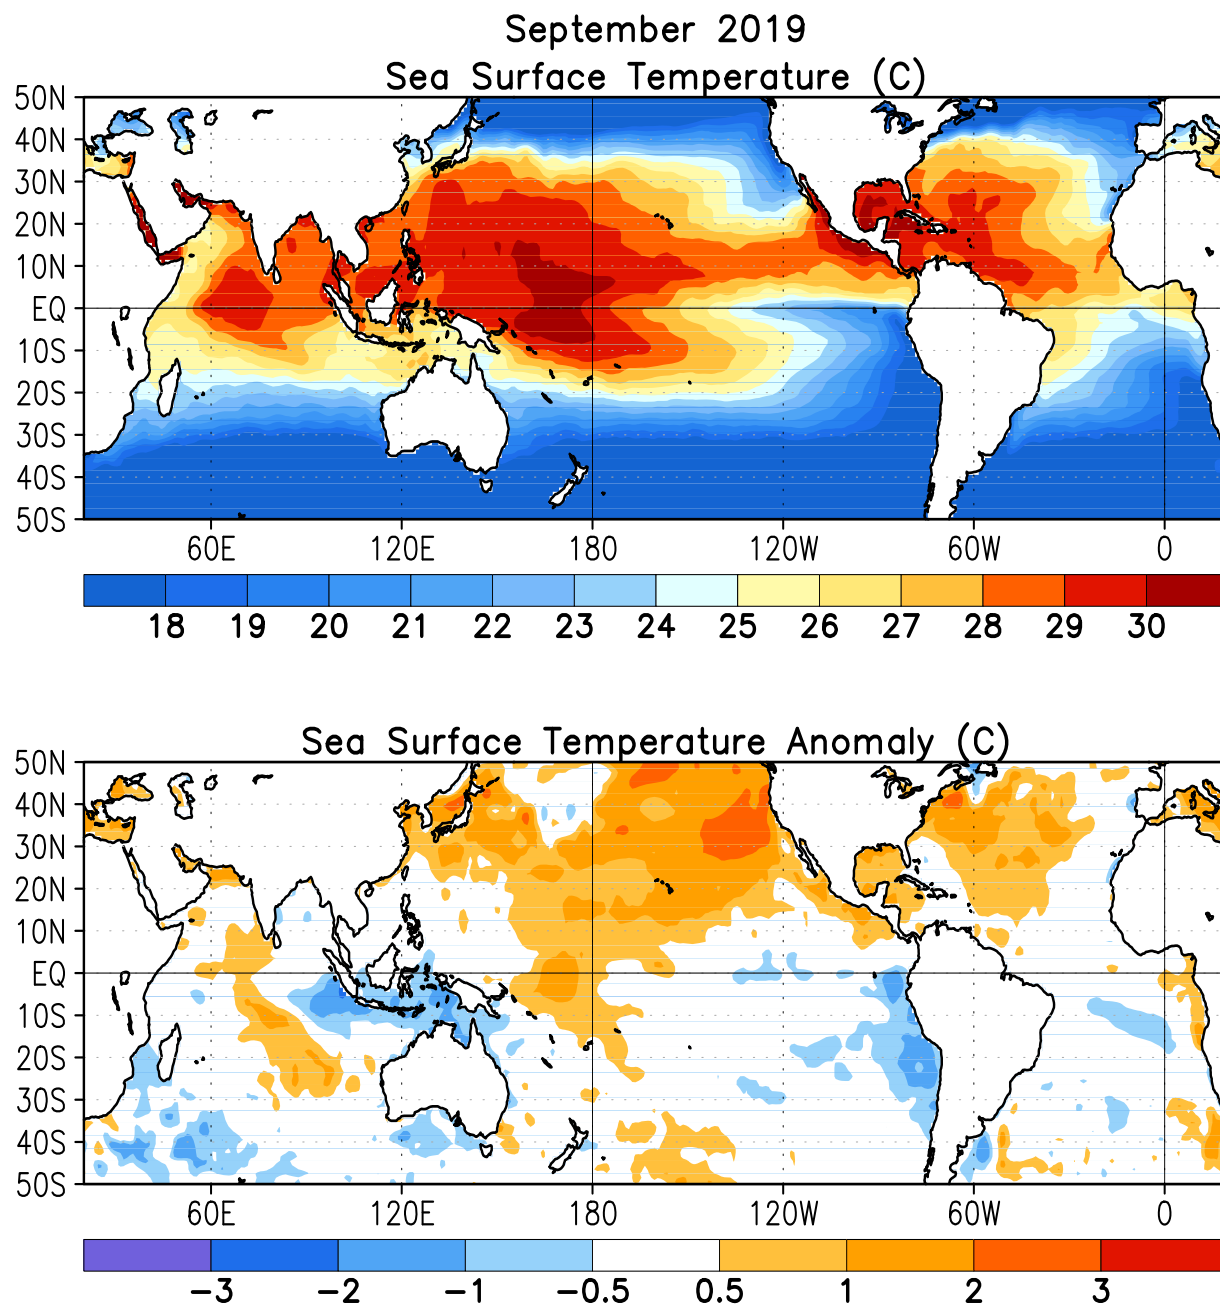 September 2019
Sea Surface Temperature (C)
50N
40N
30N
20N
10N
EQ
10S
20S
30S
40S
50S
60E 120E 180 120W 60W 0
18 19 20 21 22 23 24 25 26 27 28 29 30
Sea Surface Temperature Anomaly (C)
50N
40N
30N
20N
10N
EQ
10S
20S
30S
40S
50S
60E 120E 180 120W 60W 0
-3 -2 -1 -0.5 0.5 1 2 3